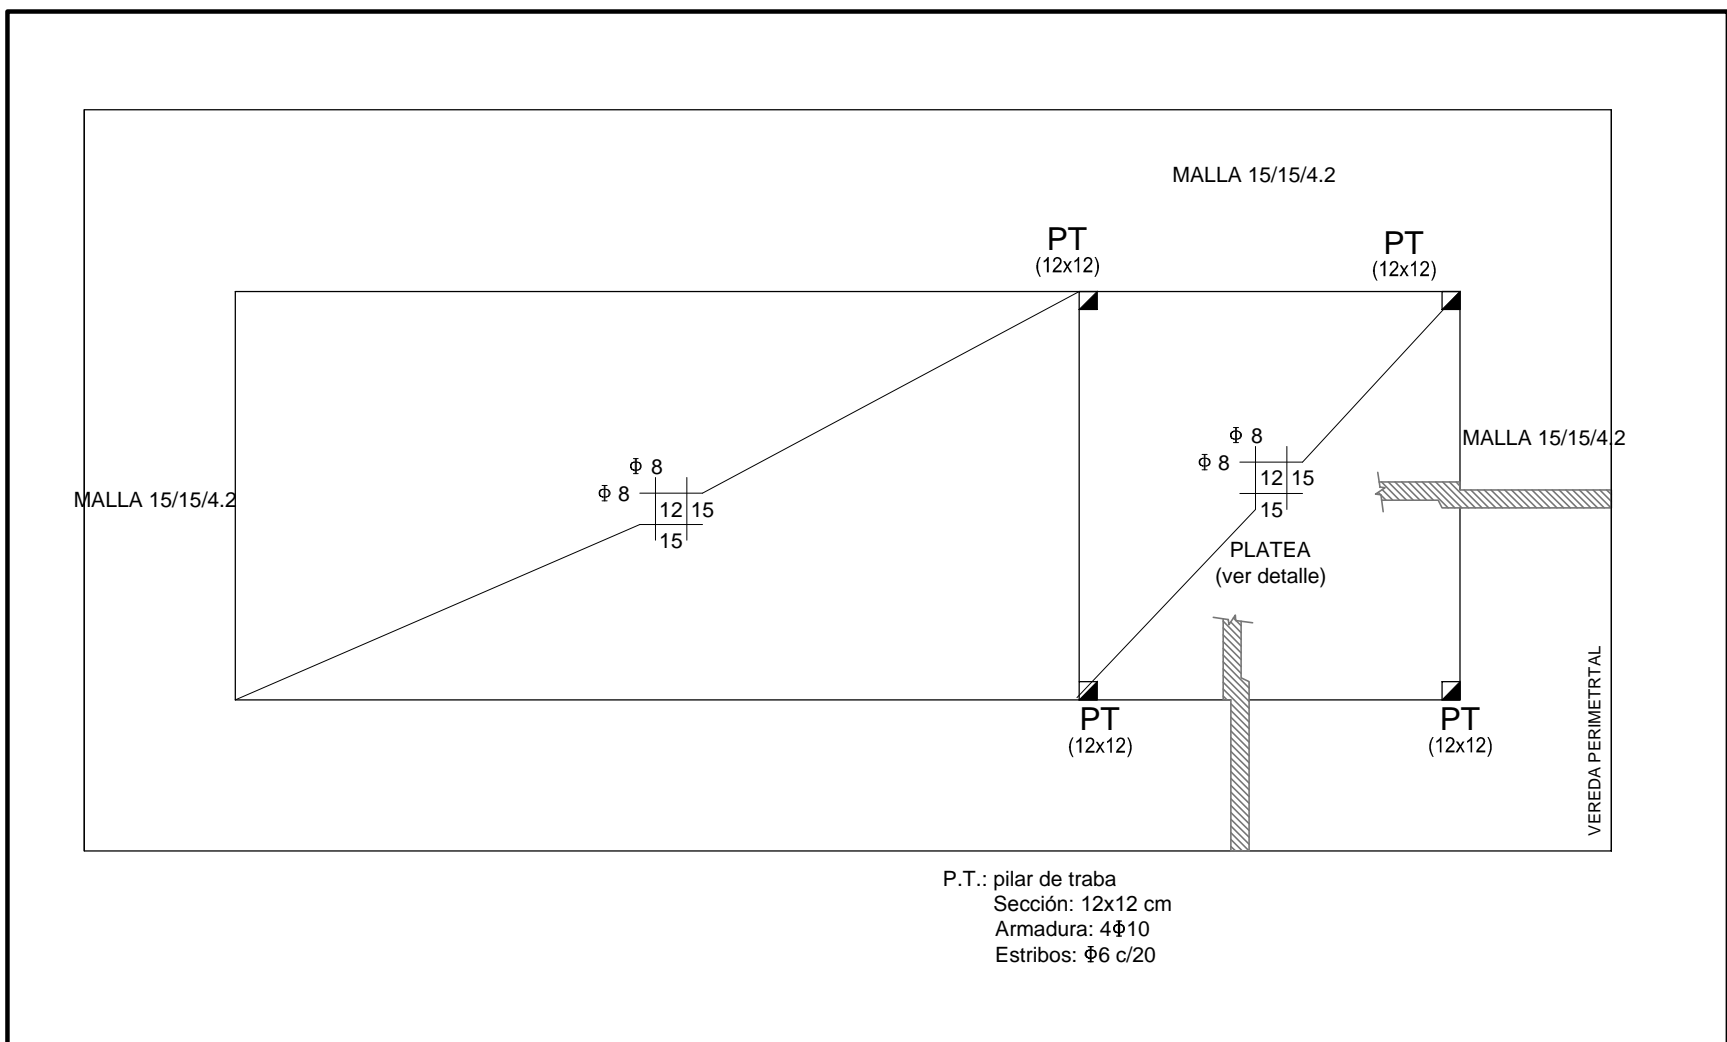 MALLA 15/15/4.2
PT
(12x12)
PT
(12x12)
Φ 8
Φ 8
12
15
15
MALLA 15/15/4.2
MALLA 15/15/4.2
Φ 8
Φ 8
12
15
15
PLATEA
(ver detalle)
PT
(12x12)
PT
(12x12)
VEREDA PERIMETRTAL
P.T.: pilar de traba
Sección: 12x12 cm
Armadura: 4Φ10
Estribos: Φ6 c/20